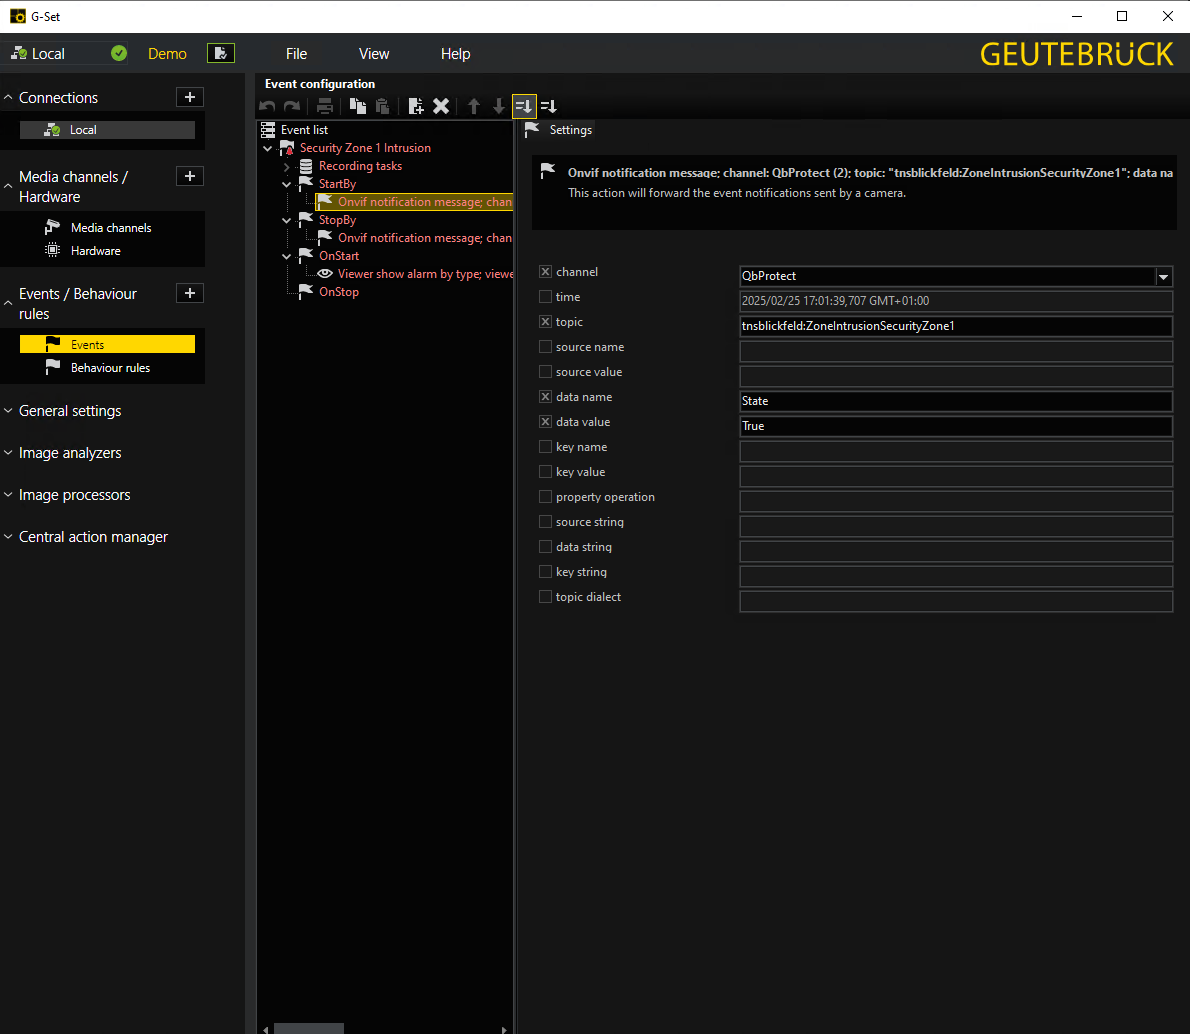 G-Set
Local
Demo
File
View
Help
GEUTEBRÜCK
Connections
Local
Media channels /
Hardware
Media channels
Hardware
Events / Behaviour
rules
Events
Behaviour rules
General settings
Image analyzers
Image processors
Central action manager
Event configuration
Event list
Security Zone 1 Intrusion
Recording tasks
StartBy
Onvif notification message; chan
StopBy
Onvif notification message; chan
OnStart
Viewer show alarm by type; viewe
OnStop
Settings
Onvif notification message; channel: QbProtect (2); topic: "tnsblickfeld:ZoneIntrusionSecurityZone1"; data na
This action will forward the event notifications sent by a camera.
channel QbProtect
time 2025/02/25 17:01:39,707 GMT+01:00
topic tnsblickfeld:ZoneIntrusionSecurityZone1
source name
source value
data name State
data value True
key name
key value
property operation
source string
data string
key string
topic dialect